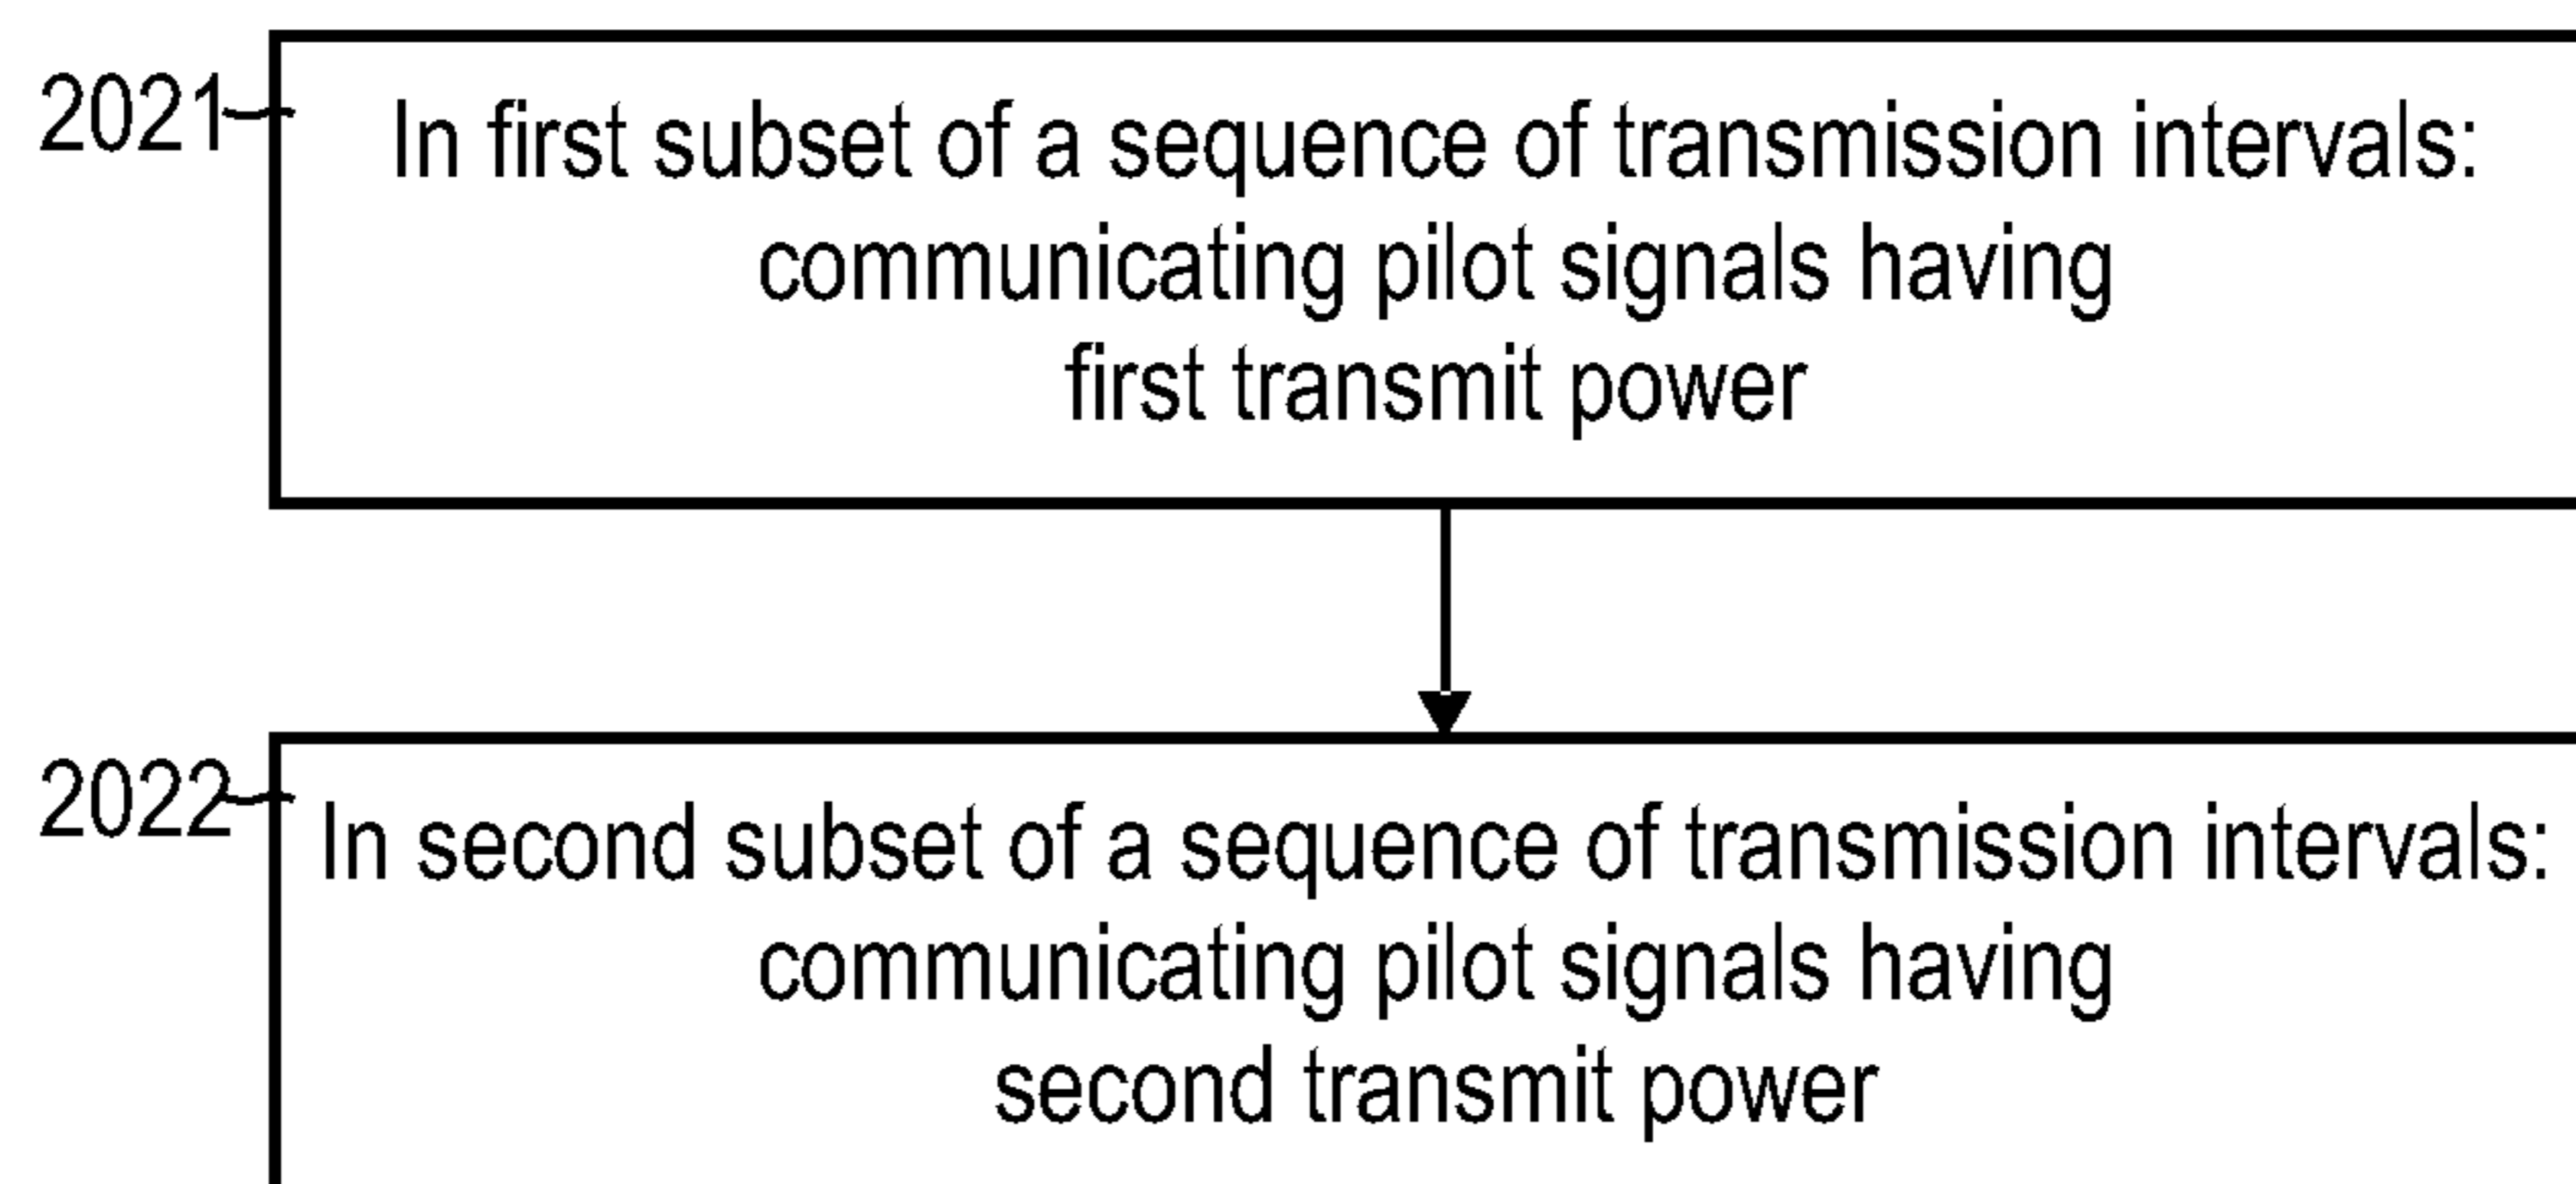 2021
In first subset of a sequence of transmission intervals:
communicating pilot signals having
first transmit power
2022
In second subset of a sequence of transmission intervals:
communicating pilot signals having
second transmit power